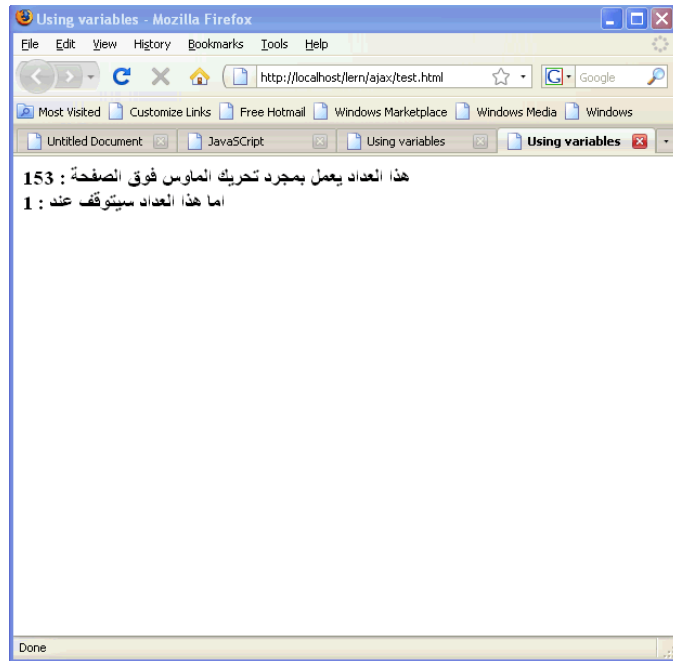 Using variables - Mozilla Firefox
File Edit View History Bookmarks Tools Help
http://localhost/lern/ajax/test.html G Google
Most Visited Customize Links Free Hotmail Windows Marketplace Windows Media Windows
Untitled Document JavaSCript Using variables Using variables
هذا العداد يعمل بمجرد تحريك الماوس فوق الصفحة : 153
اما هذا العداد سيتوقف عند : 1
Done